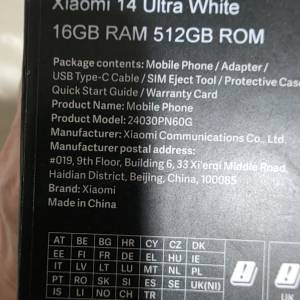 Xiaomi 14 Ultra White
16GB RAM 512GB ROM
Package contents: Mobile Phone / Adapter /
USB Type-C Cable / SIM Eject Tool / Protective Case
Quick Start Guide / Warranty Card
Product Name: Mobile Phone
Model: 24030PN60G
Manufacturer: Xiaomi Communications Co., Ltd.
Manufacturer postal address:
#019, 9th Floor, Building 6, 33 Xi'erqi Middle Road,
Haidian District, Beijing, China, 100085
Brand: Xiaomi
Made in China
AT BE BG HR CY CZ DK
EE FI FR DE EL HU IE
IT LV LT LU MT NL PL
PT RO SK SI ES SE UK(NI)
IS LI NO CH TR